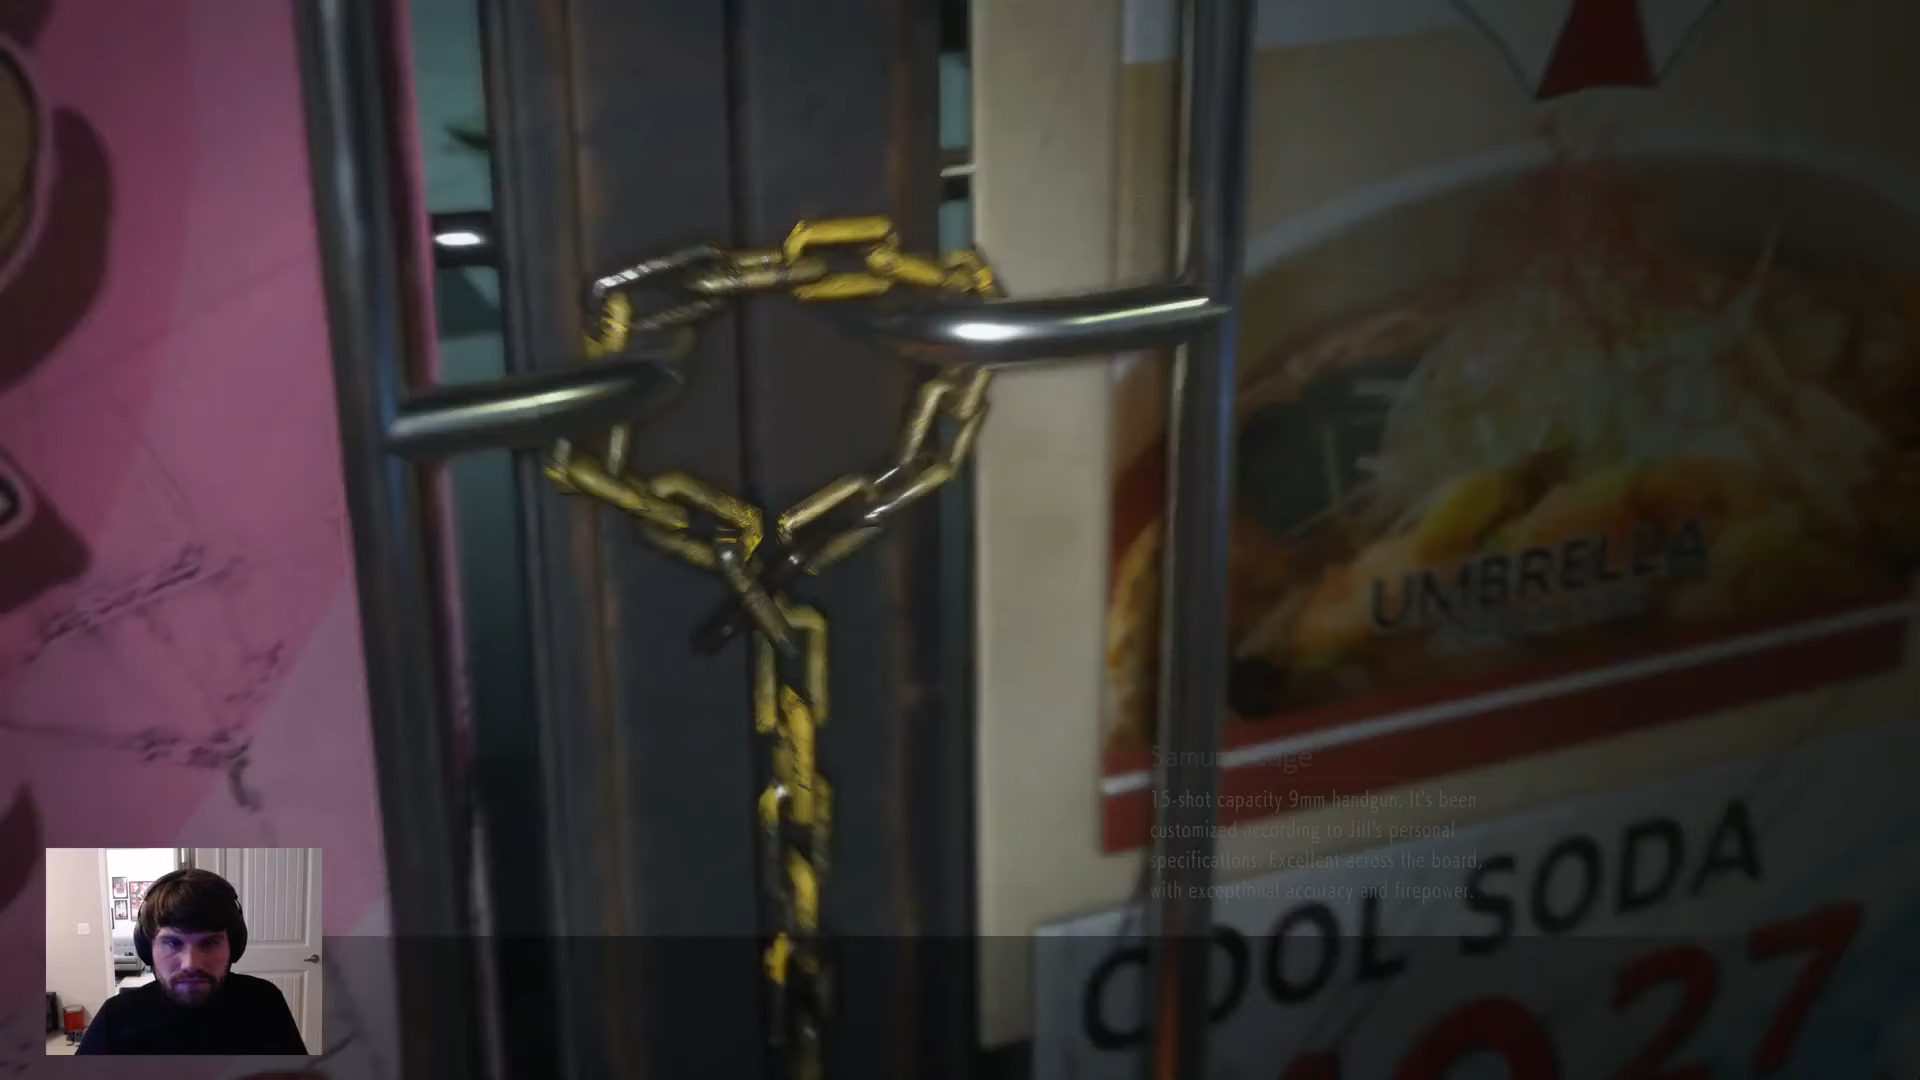 UMBRELLA
15-shot capacity 9mm handgun. It's been
customized according to Jill's personal
specifications. Excellent across the board,
with exceptional accuracy and firepower.
COOL SODA
27